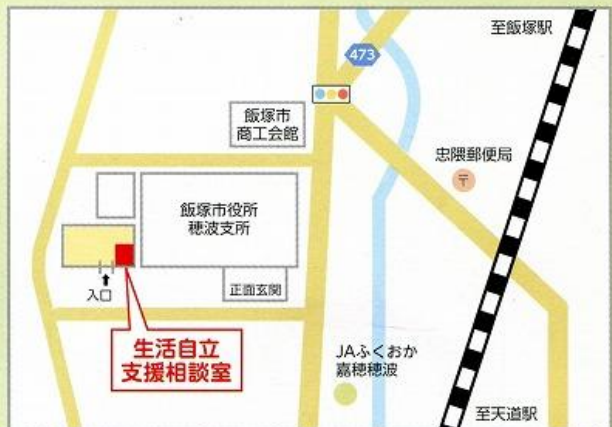 至飯塚駅
473
飯塚市
商工会館
忠隈郵便局
〒
飯塚市役所
穂波支所
入口
正面玄関
生活自立
支援相談室
JAふくおか
嘉穂穂波
至天道駅